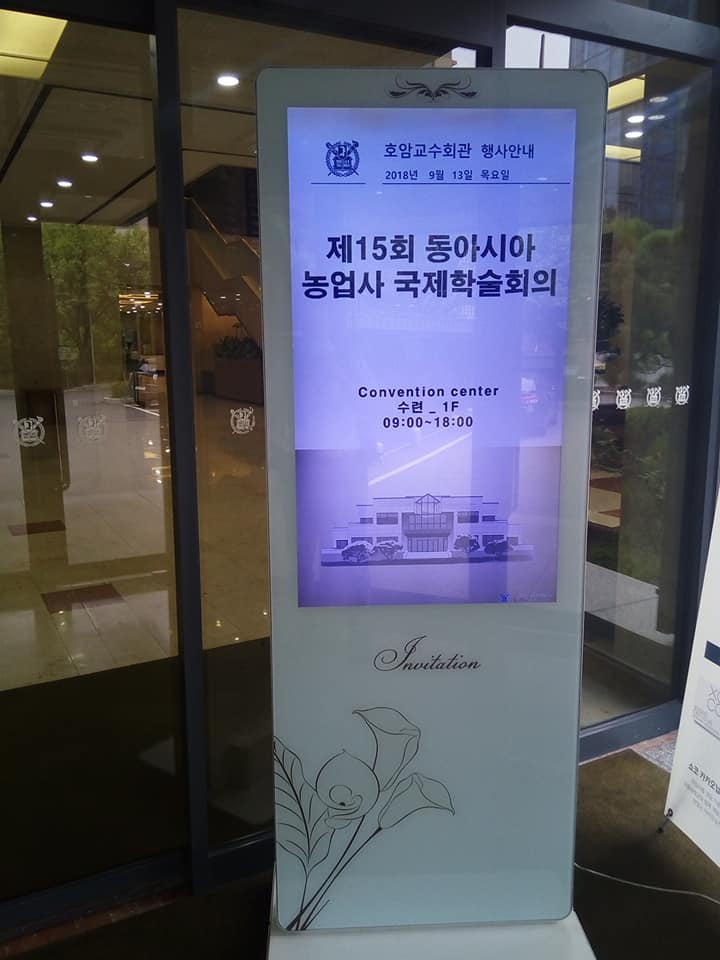 호암교수회관 행사안내
2018년 9월 13일 목요일
제15회 동아시아
농업사 국제학술회의
Convention center
수련 _ 1F
09:00~18:00
Invitation